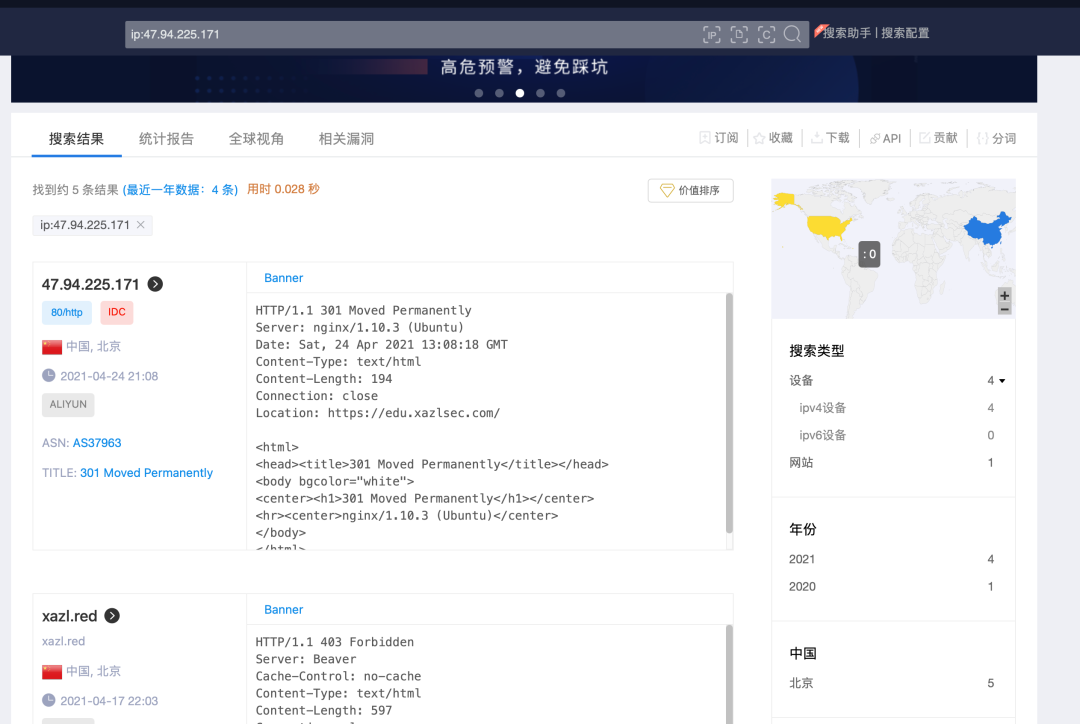 ip:47.94.225.171
搜索助手 | 搜索配置
高危预警，避免踩坑
搜索结果 统计报告 全球视角 相关漏洞
订阅 收藏 下载 API 贡献 分词
找到约 5 条结果 (最近一年数据：4 条) 用时 0.028 秒
价值排序
ip:47.94.225.171 ×
47.94.225.171
80/http IDC
中国, 北京
2021-04-24 21:08
ALIYUN
ASN: AS37963
TITLE: 301 Moved Permanently
Banner
HTTP/1.1 301 Moved Permanently
Server: nginx/1.10.3 (Ubuntu)
Date: Sat, 24 Apr 2021 13:08:18 GMT
Content-Type: text/html
Content-Length: 194
Connection: close
Location: https://edu.xazlsec.com/
<html>
<head><title>301 Moved Permanently</title></head>
<body bgcolor="white">
<center><h1>301 Moved Permanently</h1></center>
<hr><center>nginx/1.10.3 (Ubuntu)</center>
</body>
</html>
xazl.red
xazl.red
中国, 北京
2021-04-17 22:03
Banner
HTTP/1.1 403 Forbidden
Server: Beaver
Cache-Control: no-cache
Content-Type: text/html
Content-Length: 597
: 0
+
−
搜索类型
设备 4
ipv4设备 4
ipv6设备 0
网站 1
年份
2021 4
2020 1
中国
北京 5